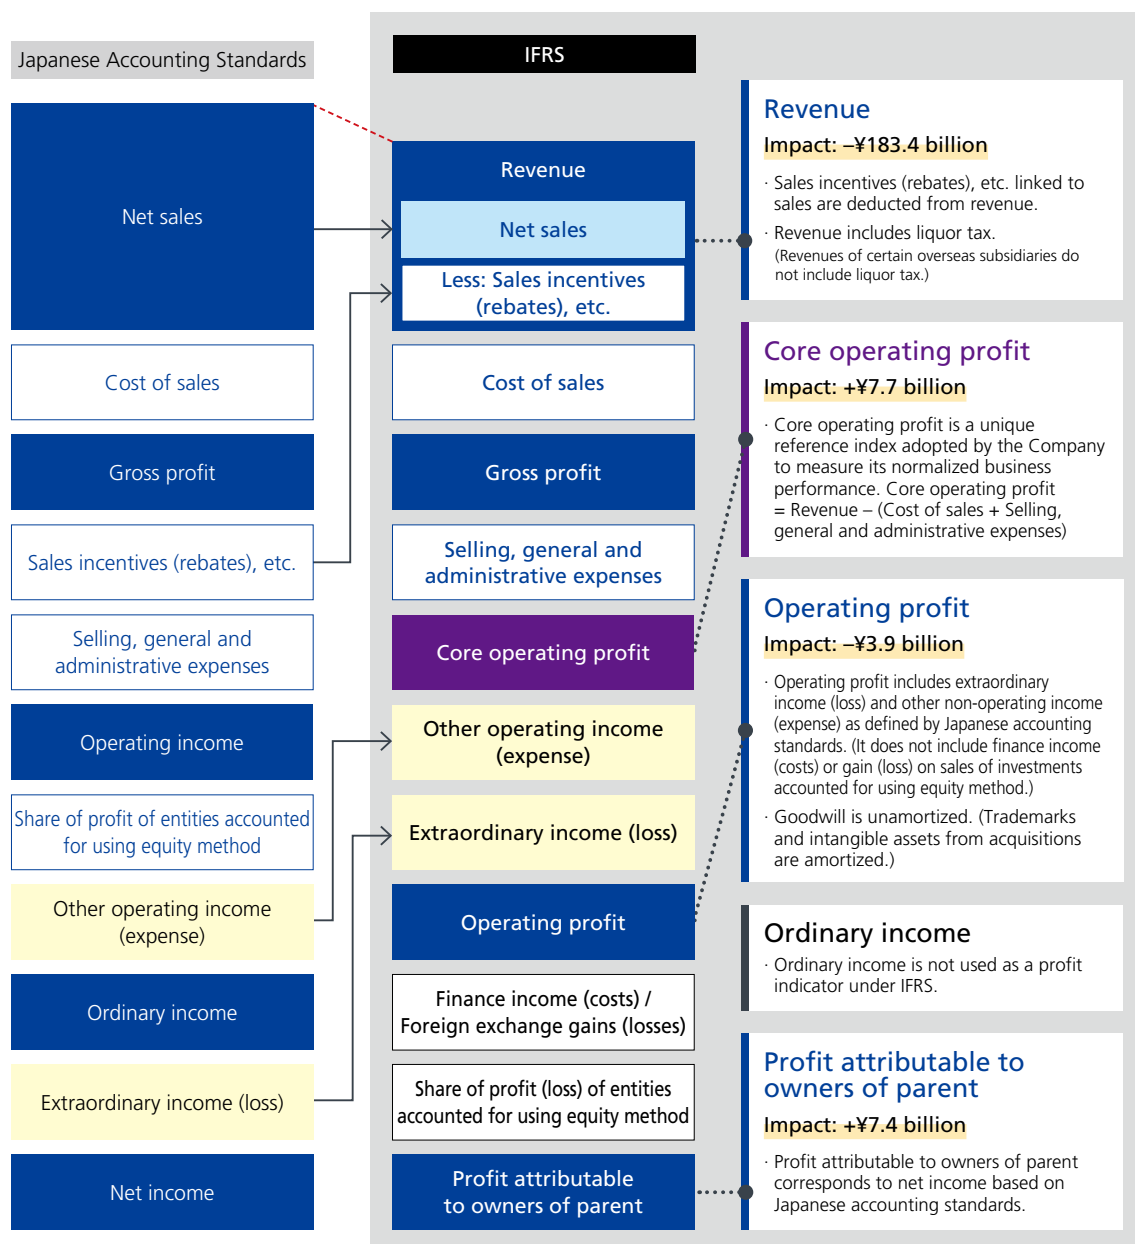 Japanese Accounting Standards
Net sales
Cost of sales
Gross profit
Sales incentives (rebates), etc.
Selling, general and
administrative expenses
Operating income
Share of profit of entities accounted
for using equity method
Other operating income
(expense)
Ordinary income
Extraordinary income (loss)
Net income
IFRS
Revenue
Net sales
Less: Sales incentives
(rebates), etc.
Cost of sales
Gross profit
Selling, general and
administrative expenses
Core operating profit
Other operating income
(expense)
Extraordinary income (loss)
Operating profit
Finance income (costs) /
Foreign exchange gains (losses)
Share of profit (loss) of entities
accounted for using equity method
Profit attributable
to owners of parent
Revenue
Impact: –¥183.4 billion
· Sales incentives (rebates), etc. linked to
sales are deducted from revenue.
· Revenue includes liquor tax.
(Revenues of certain overseas subsidiaries do
not include liquor tax.)
Core operating profit
Impact: +¥7.7 billion
· Core operating profit is a unique
reference index adopted by the Company
to measure its normalized business
performance. Core operating profit
= Revenue – (Cost of sales + Selling,
general and administrative expenses)
Operating profit
Impact: –¥3.9 billion
· Operating profit includes extraordinary
income (loss) and other non-operating income
(expense) as defined by Japanese accounting
standards. (It does not include finance income
(costs) or gain (loss) on sales of investments
accounted for using equity method.)
· Goodwill is unamortized. (Trademarks
and intangible assets from acquisitions
are amortized.)
Ordinary income
· Ordinary income is not used as a profit
indicator under IFRS.
Profit attributable to
owners of parent
Impact: +¥7.4 billion
· Profit attributable to owners of parent
corresponds to net income based on
Japanese accounting standards.